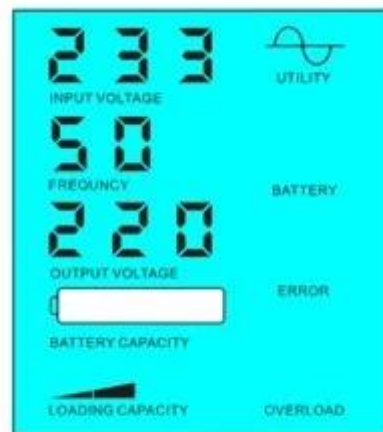 233
UTILITY
INPUT VOLTAGE
50
FREQUNCY
BATTERY
220
OUTPUT VOLTAGE
ERROR
BATTERY CAPACITY
LOADING CAPACITY
OVERLOAD